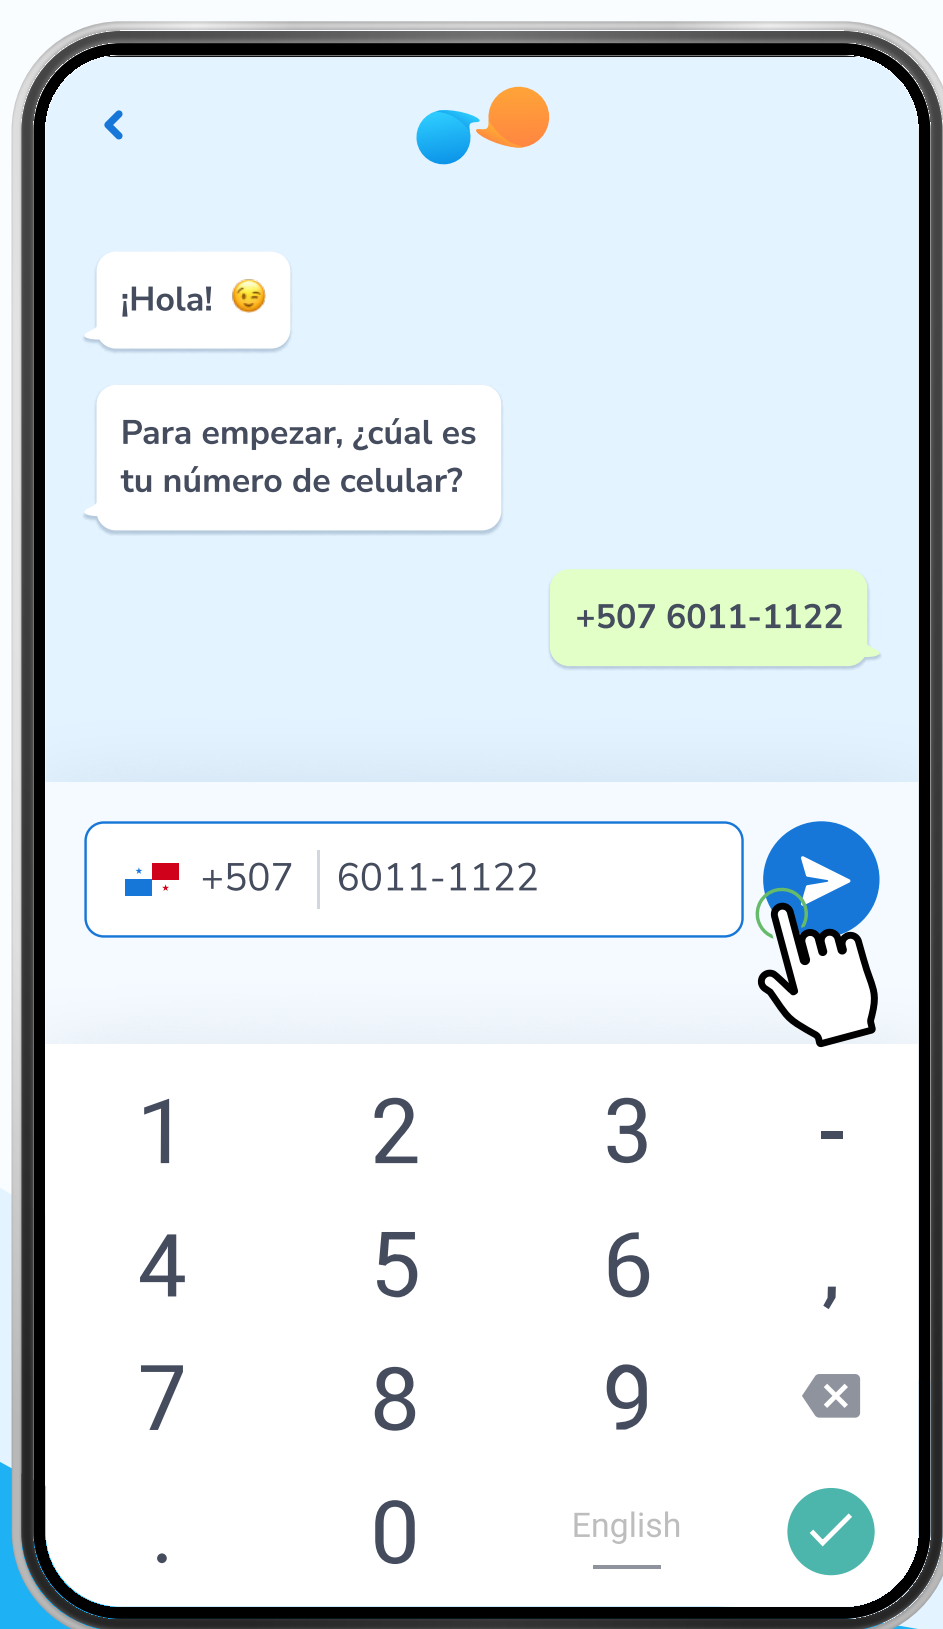 ¡Hola! 😉
Para empezar, ¿cúal es
tu número de celular?
+507 6011-1122
+507 6011-1122
1 2 3 -
4 5 6 ,
7 8 9
. 0 English